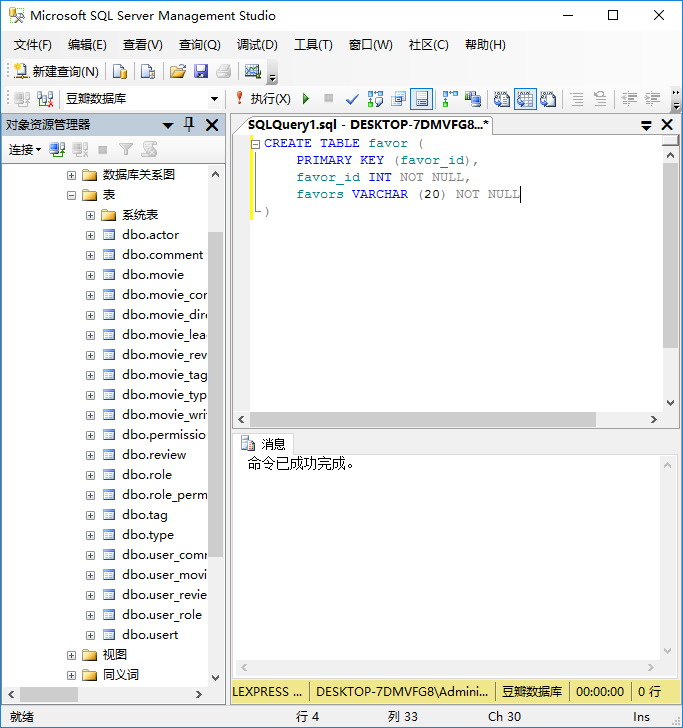 Microsoft SQL Server Management Studio
文件(F) 编辑(E) 查看(V) 查询(Q) 调试(D) 工具(T) 窗口(W) 社区(C) 帮助(H)
新建查询(N)
豆瓣数据库 执行(X)
对象资源管理器
连接
数据库关系图
表
系统表
dbo.actor
dbo.comment
dbo.movie
dbo.movie_cor
dbo.movie_dire
dbo.movie_lea
dbo.movie_rev
dbo.movie_tag
dbo.movie_typ
dbo.movie_wri
dbo.permissio
dbo.review
dbo.role
dbo.role_perm
dbo.tag
dbo.type
dbo.user_comr
dbo.user_movi
dbo.user_revie
dbo.user_role
dbo.usert
视图
同义词
SQLQuery1.sql - DESKTOP-7DMVFG8...*
CREATE TABLE favor (
PRIMARY KEY (favor_id),
favor_id INT NOT NULL,
favors VARCHAR (20) NOT NULL
)
消息
命令已成功完成。
LEXPRESS ... DESKTOP-7DMVFG8\Admini... 豆瓣数据库 00:00:00 0 行
就绪 行 4 列 33 Ch 30 Ins